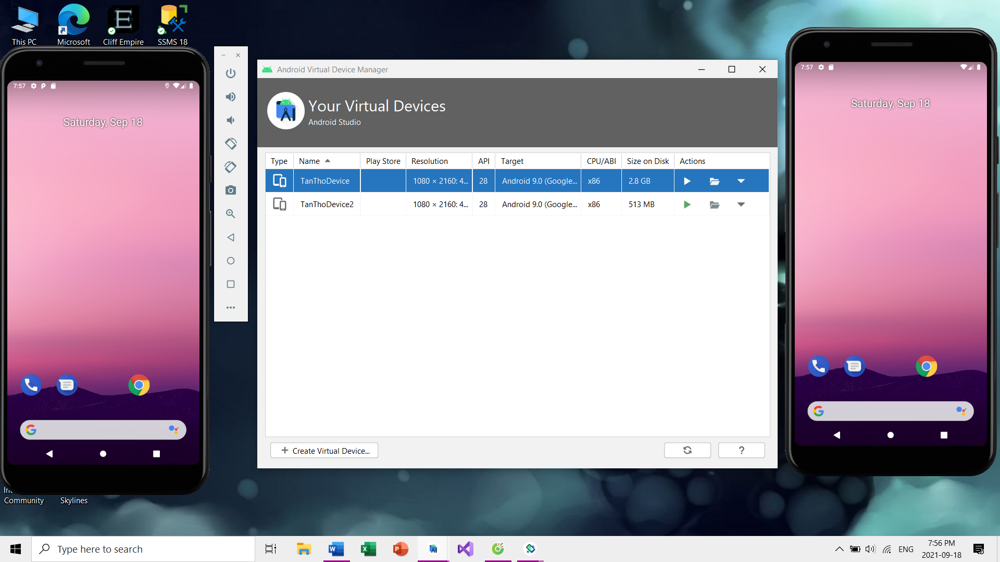 This PC
Microsoft
Cliff Empire
SSMS 18
7:57
Saturday, Sep 18
Android Virtual Device Manager
Your Virtual Devices
Android Studio
Type Name Play Store Resolution API Target CPU/ABI Size on Disk Actions
TanThoDevice 1080 × 2160: 4... 28 Android 9.0 (Google... x86 2.8 GB
TanThoDevice2 1080 × 2160: 4... 28 Android 9.0 (Google... x86 513 MB
Create Virtual Device...
?
7:57
Saturday, Sep 18
Community
Skylines
Type here to search
ENG
7:56 PM
2021-09-18